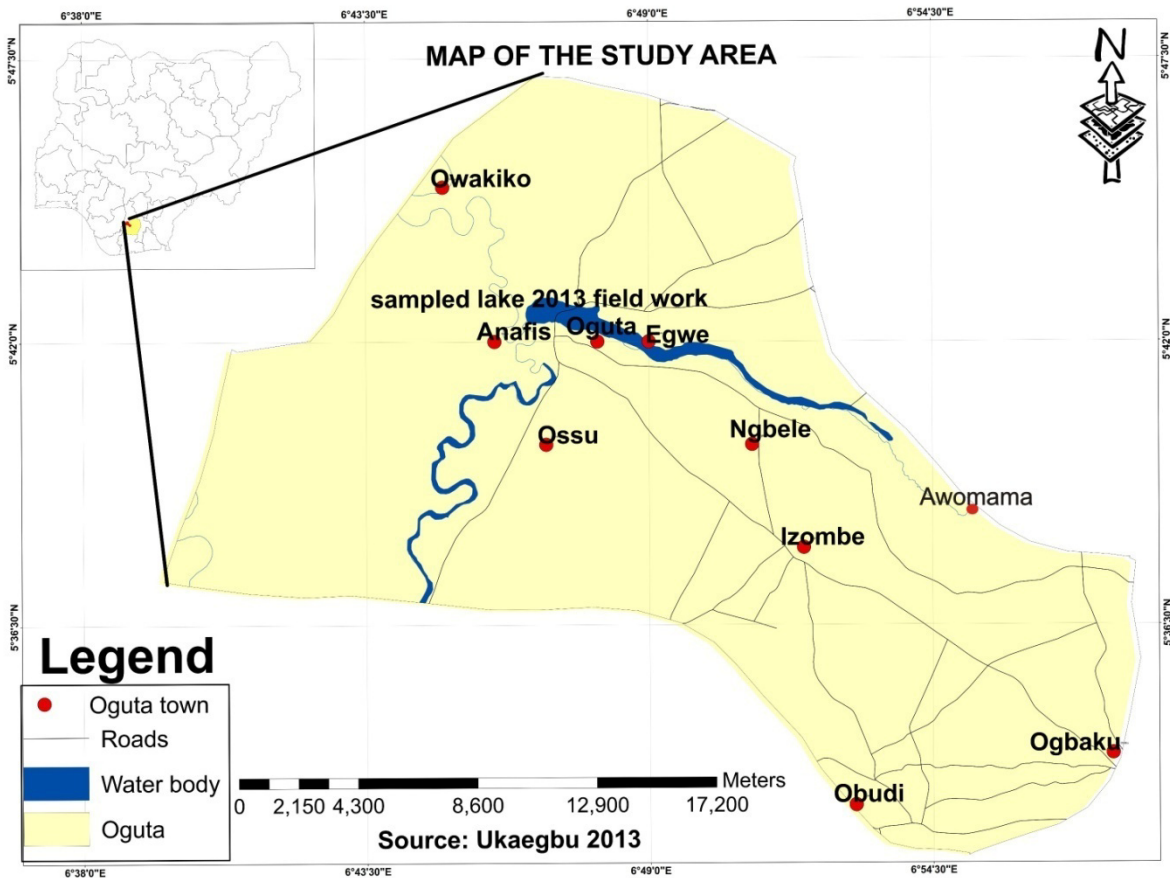 6°38'0"E 6°43'30"E 6°49'0"E 6°54'30"E
5°47'30"N 5°47'30"N
MAP OF THE STUDY AREA
N
Owakiko
sampled lake 2013 field work
Anafis Oguta Egwe
5°42'0"N 5°42'0"N
Ossu Ngbele
Awomama
Izombe
5°36'30"N 5°36'30"N
Legend
Oguta town
Roads
Water body
Oguta
Ogbaku
Obudi
Meters
0 2,150 4,300 8,600 12,900 17,200
Source: Ukaegbu 2013
6°38'0"E 6°43'30"E 6°49'0"E 6°54'30"E